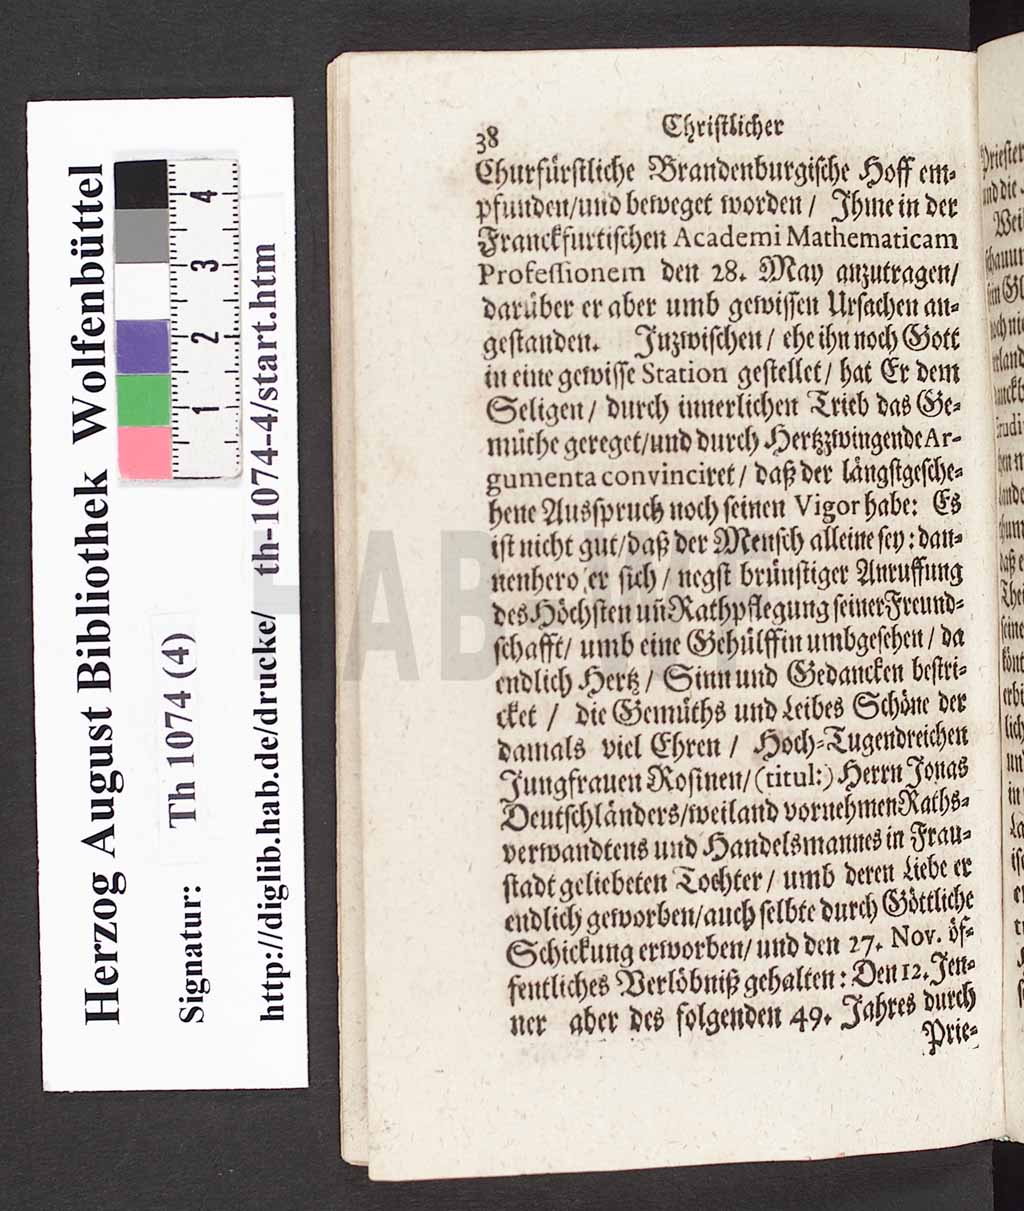 38 Christlicher
Churfürstliche Brandenburgische Hoff em-
pfunden/und beweget worden / Ihme in der
Franckfurtischen Academi Mathematicam
Professionem den 28. May anzutragen/
darüber er aber umb gewissen Ursachen an-
gestanden. Inzwischen / ehe ihn noch Gott
in eine gewisse Station gestellet / hat Er dem
Seligen / durch innerlichen Trieb das Ge-
müthe gereget/und durch Hertzzwingende Ar-
gumenta convinciret / daß der längstgesche-
hene Ausspruch noch seinen Vigor habe: Es
ist nicht gut/daß der Mensch alleine sey: dan-
nenhero er sich / negst brünstiger Anruffung
des Höchsten uñ Rathpflegung seiner Freund-
schafft/ umb eine Gehülffin umbgesehen / da
endlich Hertz / Sinn und Gedancken bestri-
cket / die Gemüths und Leibes Schöne der
damals viel Ehren / Hoch-Tugendreichen
Jungfrauen Rosinen/ (titul:) Herrn Jonas
Deutschländers/weiland vornehmen Raths-
verwandtens und Handelsmannes in Frau-
stadt geliebeten Tochter / umb deren Liebe er
endlich geworben/auch selbte durch Göttliche
Schickung erworben/ und den 27. Nov. öf-
fentliches Verlöbniß gehalten: Den 12. Jen-
ner aber des folgenden 49. Jahres durch
Prie-
Herzog August Bibliothek Wolfenbüttel
Signatur: Th 1074 (4)
http://diglib.hab.de/drucke/ th-1074-4/start.htm
1 2 3 4
HAB